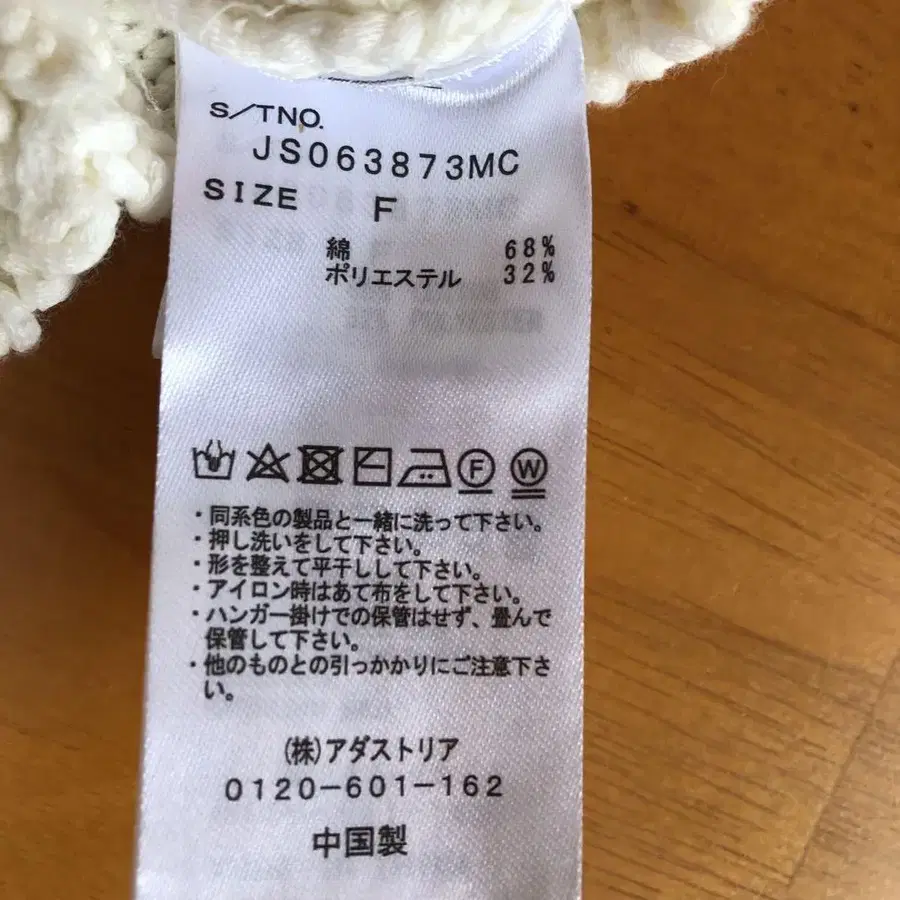 S/TNO.
JS063873MC
SIZE F
綿 68%
ポリエステル 32%
F W
・同系色の製品と一緒に洗って下さい。
・押し洗いをして下さい。
・形を整えて平干しして下さい。
・アイロン時はあて布をして下さい。
・ハンガー掛けでの保管はせず、畳んで
保管して下さい。
・他のものとの引っかかりにご注意下さ
い。
(株)アダストリア
0120-601-162
中国製